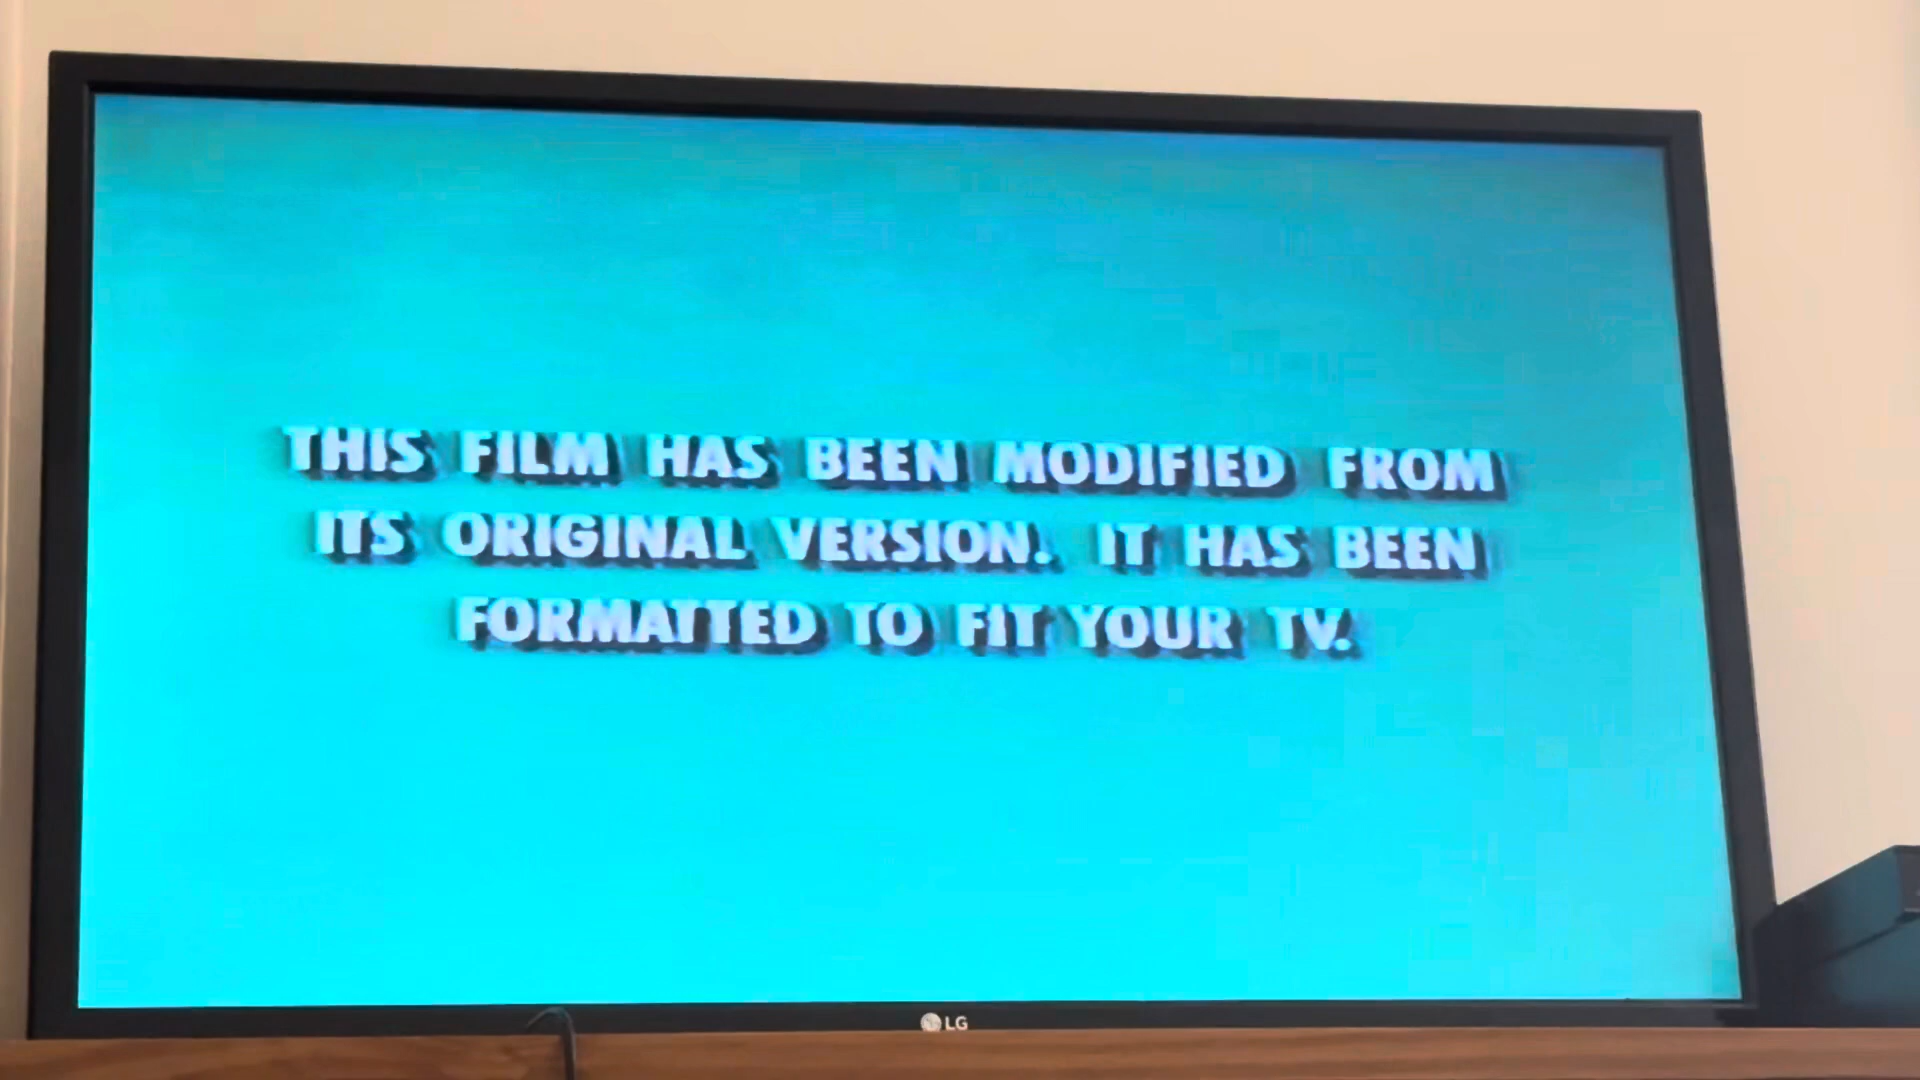 THIS FILM HAS BEEN MODIFIED FROM
ITS ORIGINAL VERSION. IT HAS BEEN
FORMATTED TO FIT YOUR TV.
LG